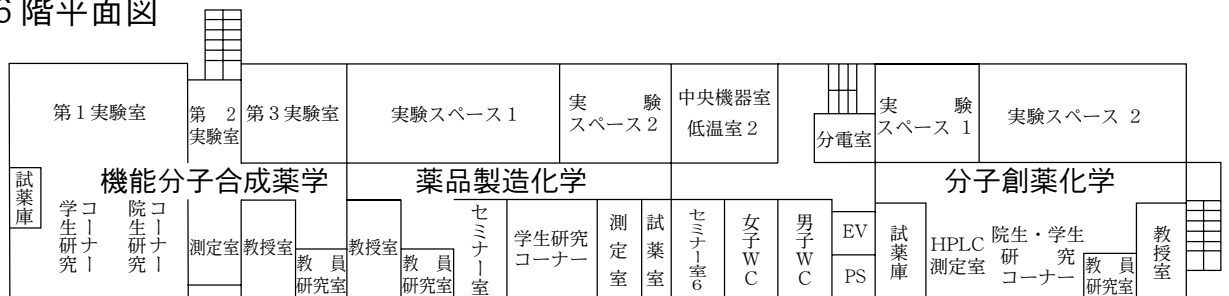 6 階平面図
第1実験室
第 2
実験室
第3実験室
実験スペース1
実 験
スペース2
中央機器室
低温室2
分電室
実 験
スペース 1
実験スペース 2
機能分子合成薬学
薬品製造化学
分子創薬化学
試薬庫
学生研究
コーナー
院生研究
コーナー
測定室
教授室
教 員
研究室
教授室
教 員
研究室
セミナー室
学生研究
コーナー
測定室
試薬室
セミナー室6
女子WC
男子WC
EV
PS
試薬庫
HPLC
測定室
院生・学生
研 究
コーナー
教 員
研究室
教授室